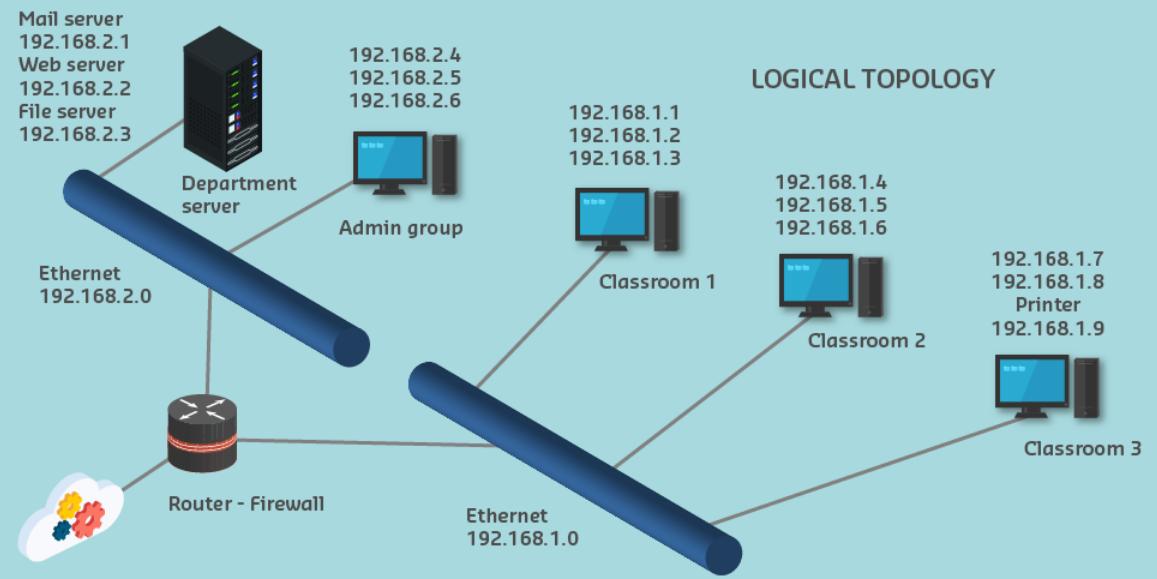 Mail server
192.168.2.1
Web server
192.168.2.2
File server
192.168.2.3
Department
server
192.168.2.4
192.168.2.5
192.168.2.6
Admin group
LOGICAL TOPOLOGY
192.168.1.1
192.168.1.2
192.168.1.3
Classroom 1
192.168.1.4
192.168.1.5
192.168.1.6
Classroom 2
192.168.1.7
192.168.1.8
Printer
192.168.1.9
Classroom 3
Ethernet
192.168.2.0
Router - Firewall
Ethernet
192.168.1.0